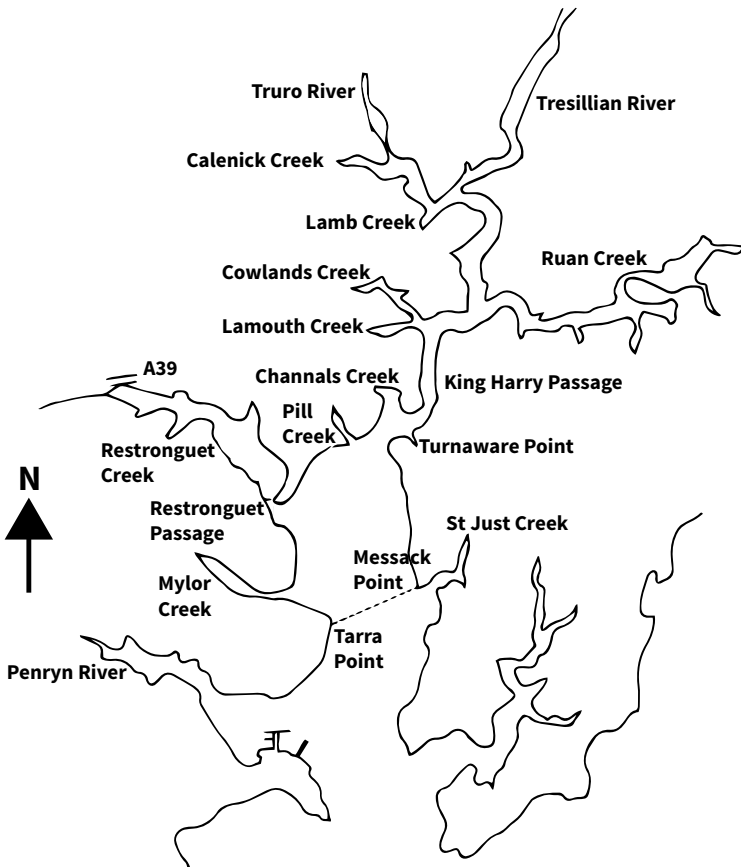 Truro River
Tresillian River
Calenick Creek
Lamb Creek
Ruan Creek
Cowlands Creek
Lamouth Creek
A39
Channals Creek
King Harry Passage
Pill
Creek
Turnaware Point
Restronguet
Creek
N
Restronguet
Passage
St Just Creek
Messack
Point
Mylor
Creek
Tarra
Point
Penryn River